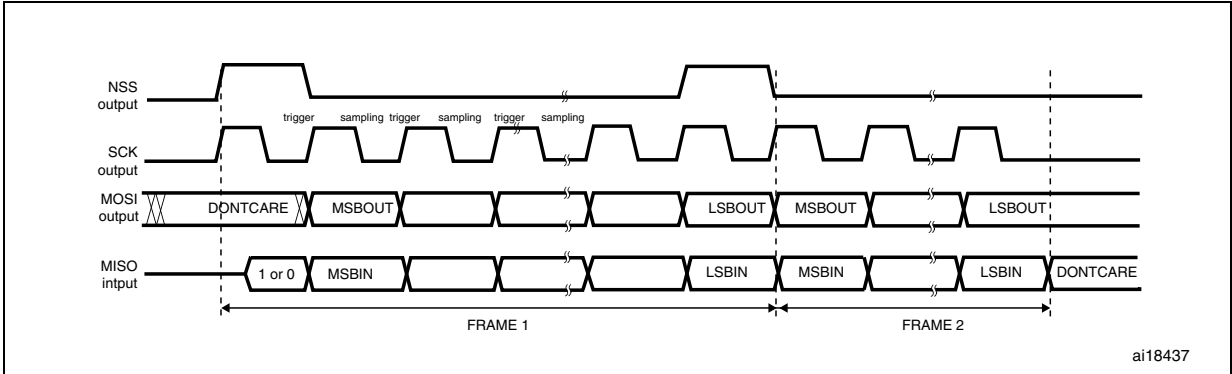 NSS
output
trigger sampling trigger sampling trigger sampling
SCK
output
MOSI
output
DONTCARE MSBOUT LSBOUT MSBOUT LSBOUT
MISO
intput
1 or 0 MSBIN LSBIN MSBIN LSBIN DONTCARE
FRAME 1 FRAME 2
ai18437